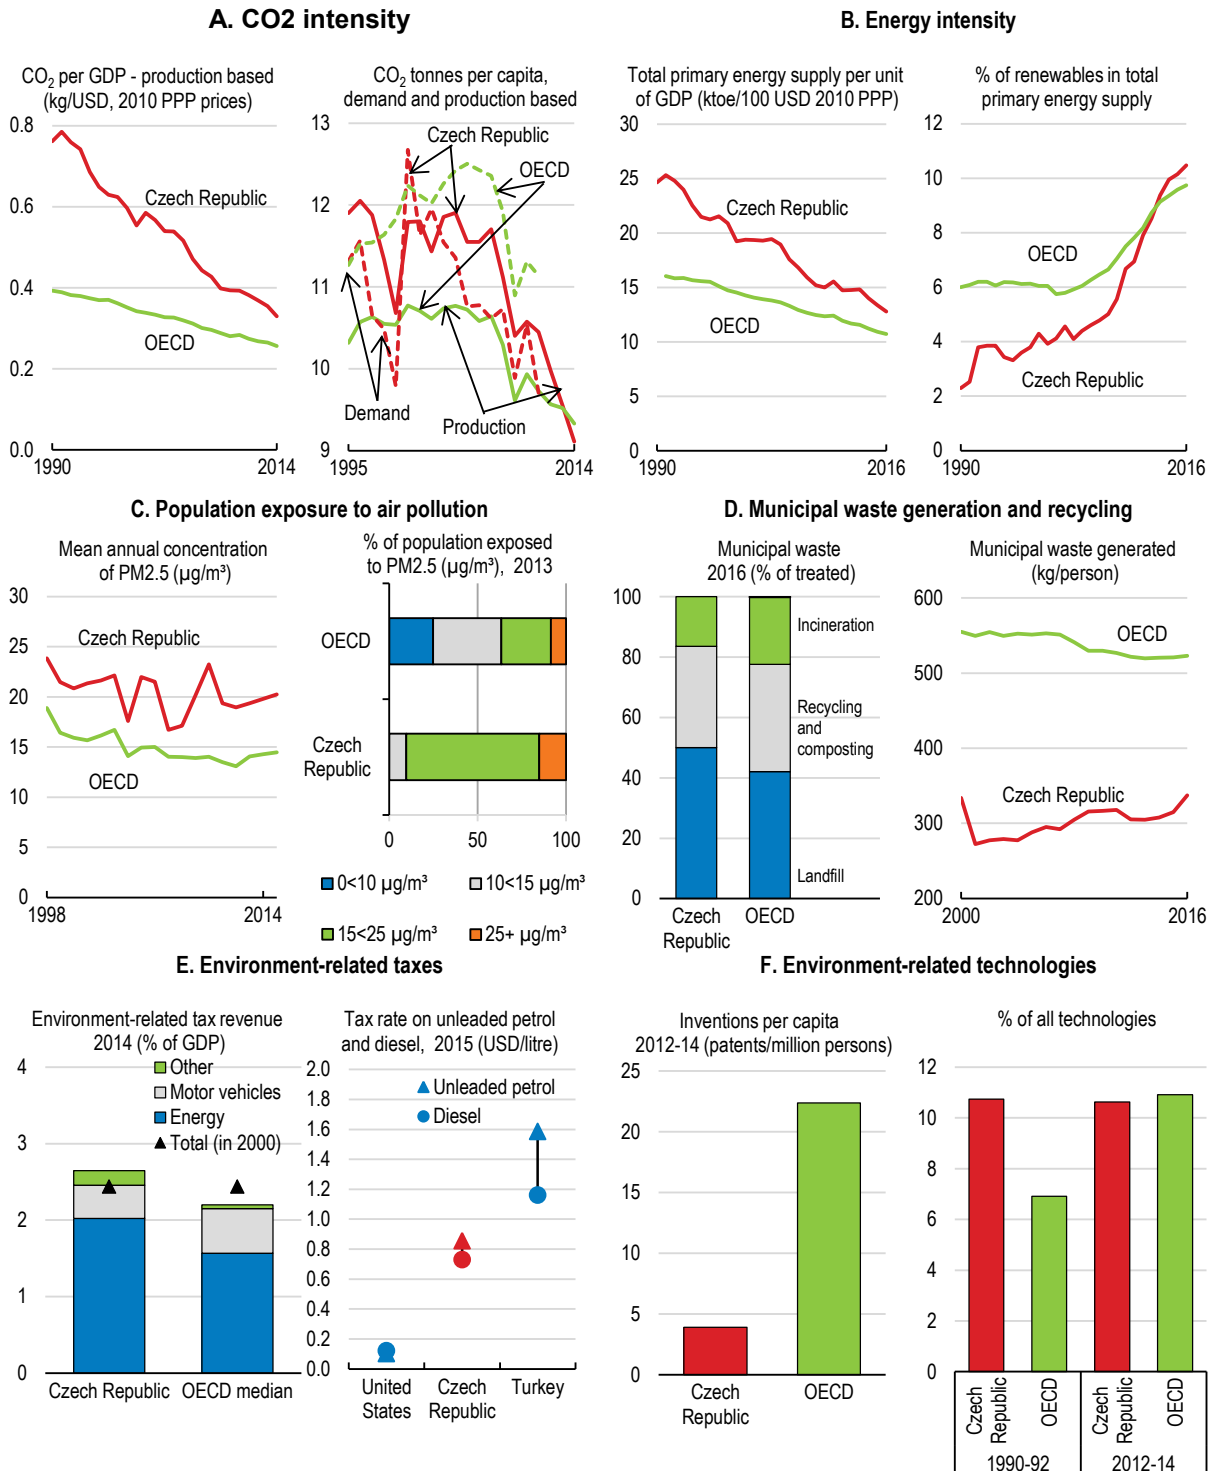 A. CO2 intensity
B. Energy intensity
CO₂ per GDP - production based
(kg/USD, 2010 PPP prices)
0.8
0.6
0.4
0.2
0.0
Czech Republic
OECD
1990
2014
CO₂ tonnes per capita,
demand and production based
13
12
11
10
9
Czech Republic
OECD
Demand
Production
1995
2014
Total primary energy supply per unit
of GDP (ktoe/100 USD 2010 PPP)
30
25
20
15
10
5
0
Czech Republic
OECD
1990
2016
% of renewables in total
primary energy supply
12
10
8
6
4
2
0
OECD
Czech Republic
1990
2016
C. Population exposure to air pollution
D. Municipal waste generation and recycling
Mean annual concentration
of PM2.5 (µg/m³)
30
25
20
15
10
5
0
Czech Republic
OECD
1998
2014
% of population exposed
to PM2.5 (µg/m³), 2013
OECD
Czech
Republic
0
50
100
0<10 µg/m³
10<15 µg/m³
15<25 µg/m³
25+ µg/m³
Municipal waste
2016 (% of treated)
100
80
60
40
20
0
Incineration
Recycling
and
composting
Landfill
Czech
Republic
OECD
Municipal waste generated
(kg/person)
600
500
400
300
200
OECD
Czech Republic
2000
2016
E. Environment-related taxes
F. Environment-related technologies
Environment-related tax revenue
2014 (% of GDP)
4
3
2
1
0
Other
Motor vehicles
Energy
Total (in 2000)
Czech Republic
OECD median
Tax rate on unleaded petrol
and diesel, 2015 (USD/litre)
2.0
1.8
1.6
1.4
1.2
1.0
0.8
0.6
0.4
0.2
0.0
Unleaded petrol
Diesel
United
States
Czech
Republic
Turkey
Inventions per capita
2012-14 (patents/million persons)
25
20
15
10
5
0
Czech
Republic
OECD
% of all technologies
12
10
8
6
4
2
0
Czech
Republic
OECD
Czech
Republic
OECD
1990-92
2012-14